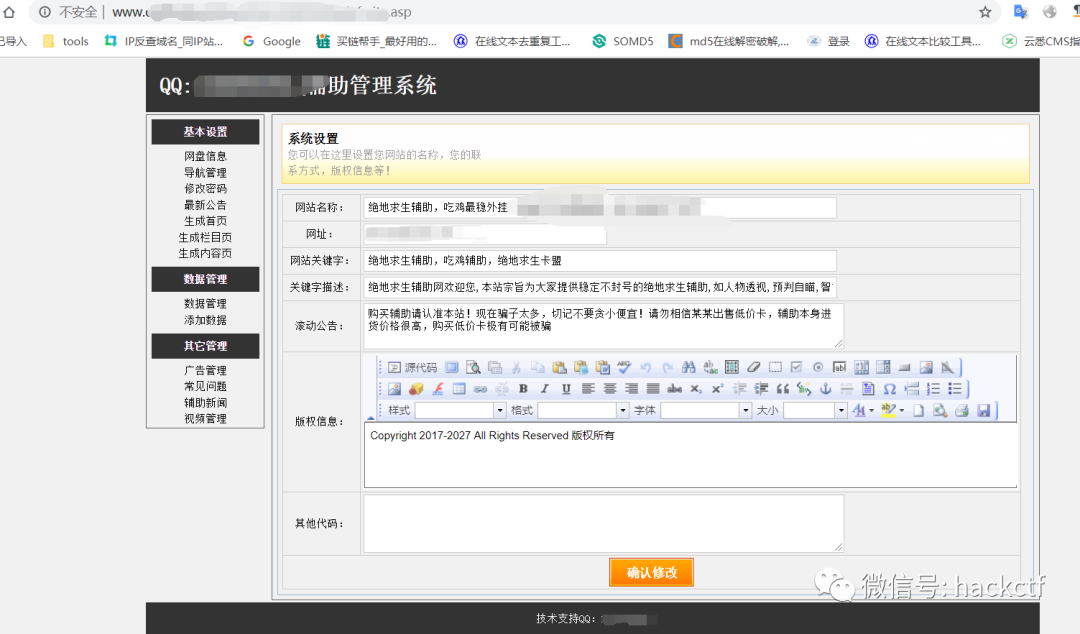 不安全 www.
.asp
已导入 tools IP反查域名_同IP站... Google 买链帮手_最好用的... 在线文本去重复工... SOMD5 md5在线解密破解,... 登录 在线文本比较工具... 云悉CMS指
QQ: 辅助管理系统
基本设置
网盘信息
导航管理
修改密码
最新公告
生成首页
生成栏目页
生成内容页
数据管理
数据管理
添加数据
其它管理
广告管理
常见问题
辅助新闻
视频管理
系统设置
您可以在这里设置您网站的名称，您的联
系方式，版权信息等！
网站名称： 绝地求生辅助，吃鸡最稳外挂
网址：
网站关键字： 绝地求生辅助，吃鸡辅助，绝地求生卡盟
关键字描述： 绝地求生辅助网欢迎您,本站宗旨为大家提供稳定不封号的绝地求生辅助,如人物透视,预判自瞄,智
滚动公告： 购买辅助请认准本站！现在骗子太多，切记不要贪小便宜！请勿相信某某出售低价卡，辅助本身进
货价格很高，购买低价卡极有可能被骗
版权信息：
源代码
样式 格式 字体 大小
Copyright 2017-2027 All Rights Reserved 版权所有
其他代码：
确认修改
技术支持QQ：
微信号: hackctf